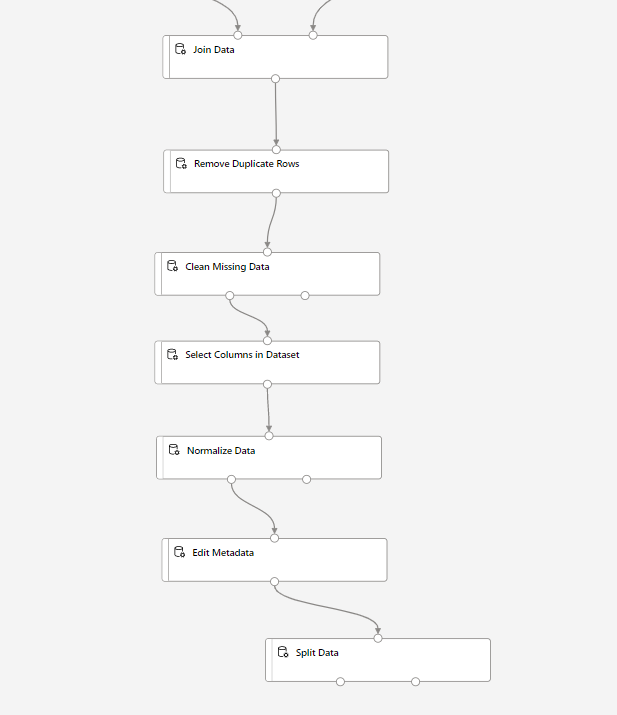 Join Data
Remove Duplicate Rows
Clean Missing Data
Select Columns in Dataset
Normalize Data
Edit Metadata
Split Data